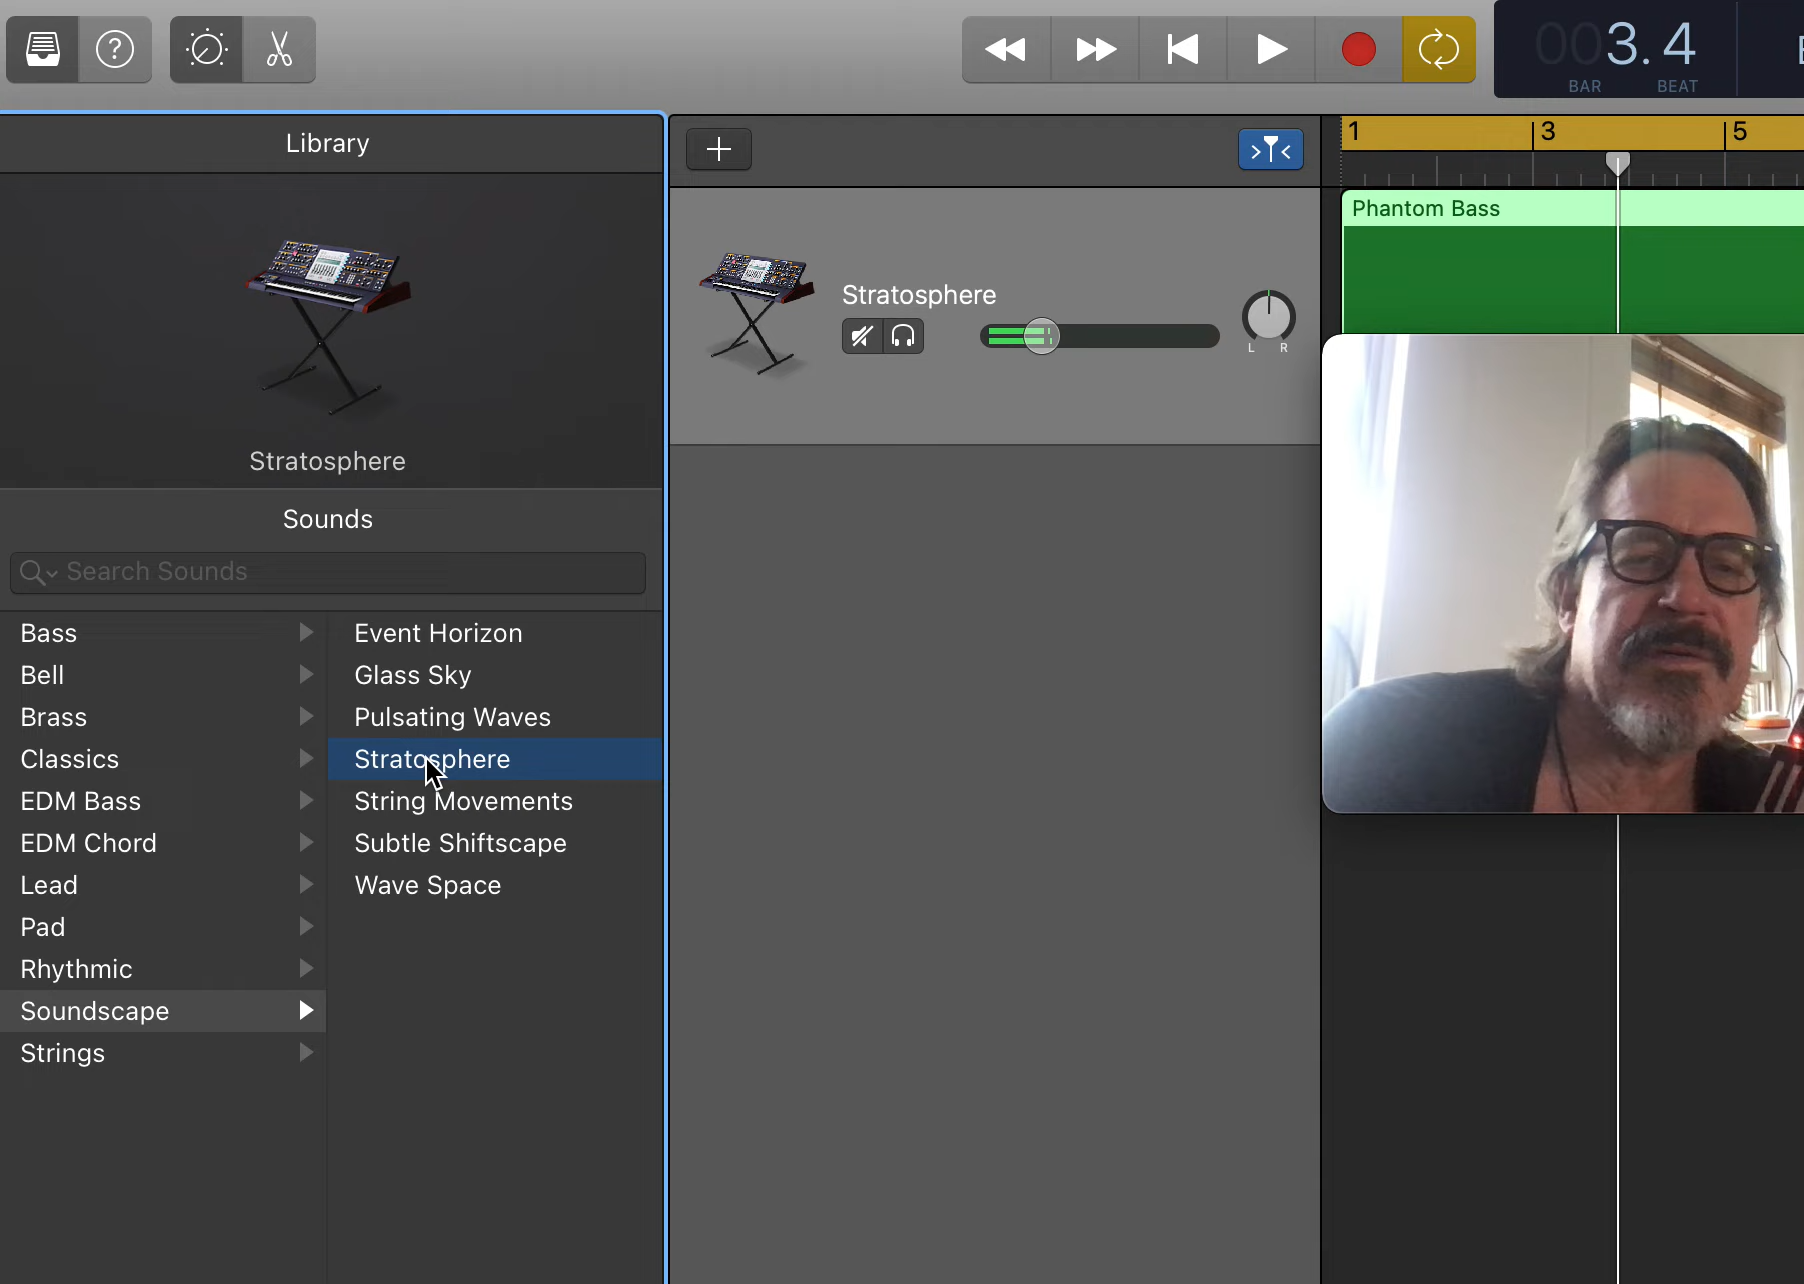 003.4
BAR BEAT
Library
1 3 5
Phantom Bass
Stratosphere
L R
Stratosphere
Sounds
Search Sounds
Bass
Bell
Brass
Classics
EDM Bass
EDM Chord
Lead
Pad
Rhythmic
Soundscape
Strings
Event Horizon
Glass Sky
Pulsating Waves
Stratosphere
String Movements
Subtle Shiftscape
Wave Space